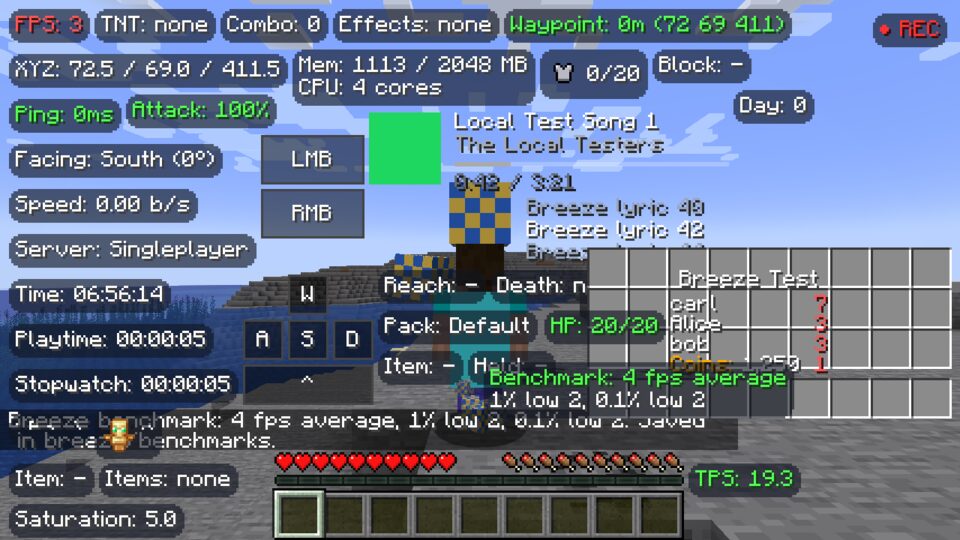 FPS: 3
TNT: none
Combo: 0
Effects: none
Waypoint: 0m (72 69 411)
REC
XYZ: 72.5 / 69.0 / 411.5
Mem: 1113 / 2048 MB
CPU: 4 cores
0/20
Block: -
Ping: 0ms
Attack: 100%
Day: 0
Local Test Song 1
The Local Testers
0:42 / 3:21
Facing: South (0°)
LMB
RMB
Speed: 0.00 b/s
Breeze lyric 40
Breeze lyric 42
Breeze lyric
Server: Singleplayer
Time: 06:56:14
W
Reach: -
Death: n
Breeze Test
carl 7
Alice 3
bob 3
Coins: 1,250 1
Playtime: 00:00:05
A
S
D
Pack: Default
HP: 20/20
Item: -
Held: -
Stopwatch: 00:00:05
^
Benchmark: 4 fps average
1% low 2, 0.1% low 2
Breeze benchmark: 4 fps average, 1% low 2, 0.1% low 2. Saved
in breeze benchmarks.
Item: -
Items: none
TPS: 19.3
Saturation: 5.0